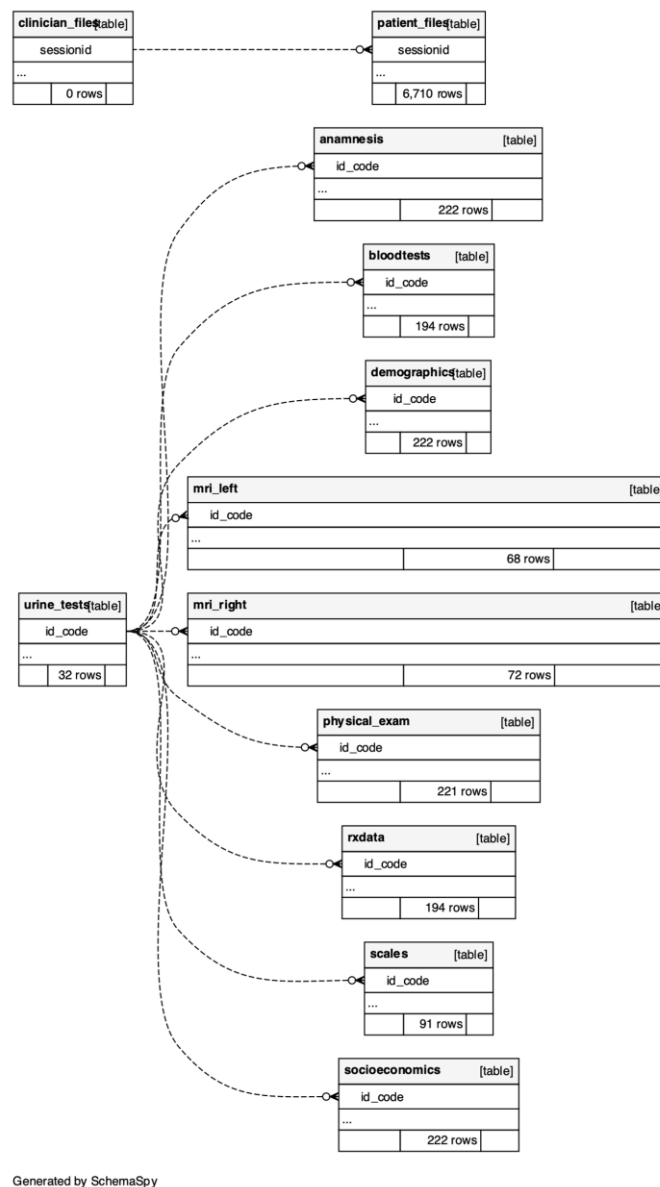 clinician_files [table]
sessionid
...
0 rows
patient_files [table]
sessionid
...
6,710 rows
anamnesis [table]
id_code
...
222 rows
bloodtests [table]
id_code
...
194 rows
demographics [table]
id_code
...
222 rows
mri_left [table]
id_code
...
68 rows
urine_tests [table]
id_code
...
32 rows
mri_right [table]
id_code
...
72 rows
physical_exam [table]
id_code
...
221 rows
rxdata [table]
id_code
...
194 rows
scales [table]
id_code
...
91 rows
socioeconomics [table]
id_code
...
222 rows
Generated by SchemaSpy